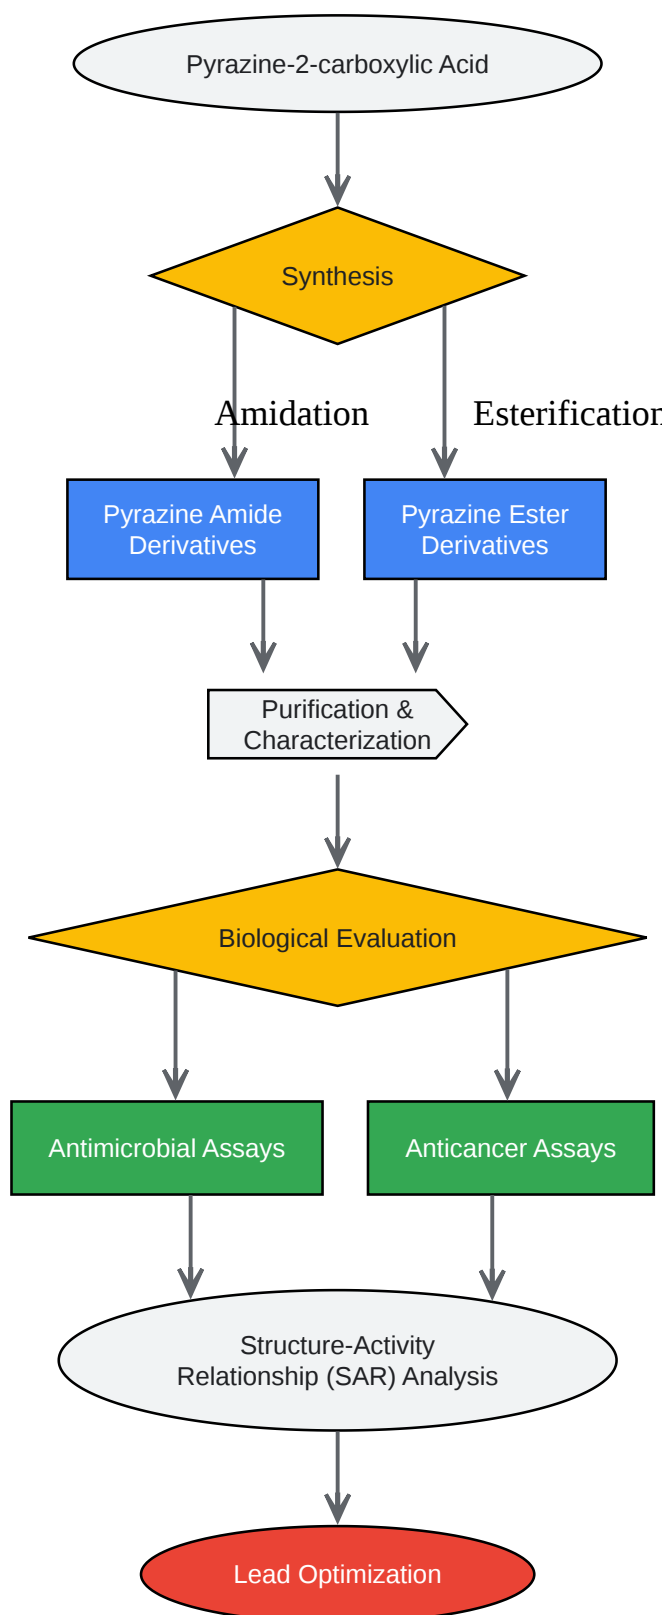 Pyrazine-2-carboxylic Acid
Synthesis
Amidation
Esterification
Pyrazine Amide
Derivatives
Pyrazine Ester
Derivatives
Purification &
Characterization
Biological Evaluation
Antimicrobial Assays
Anticancer Assays
Structure-Activity
Relationship (SAR) Analysis
Lead Optimization